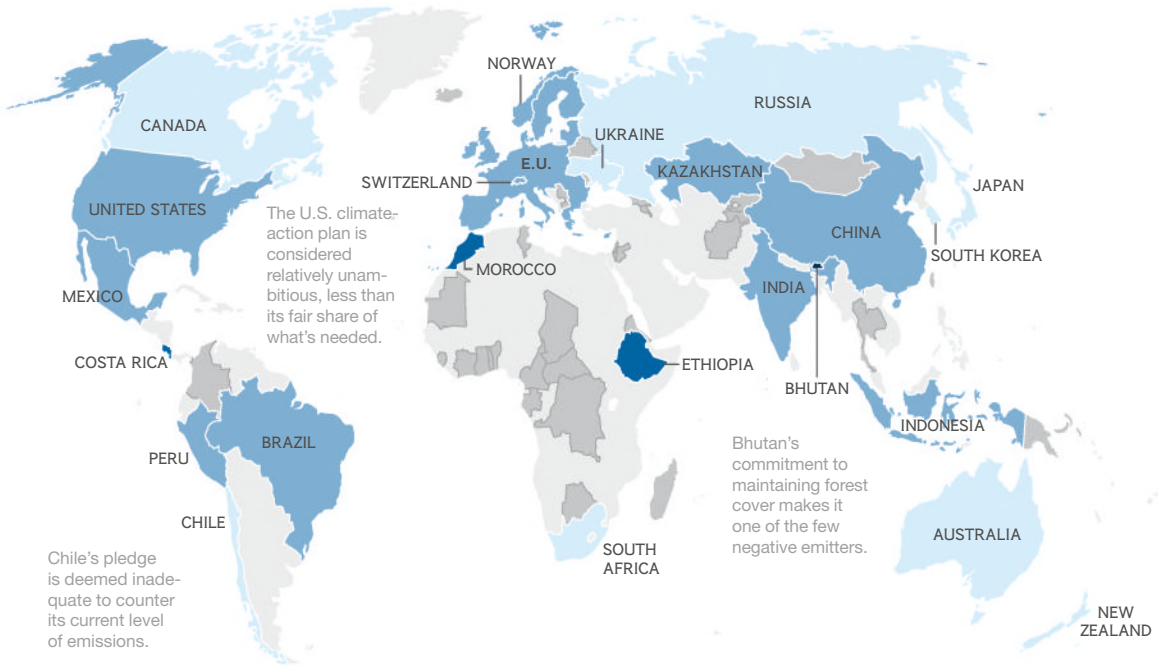 NORWAY
RUSSIA
CANADA
UKRAINE
E.U.
KAZAKHSTAN
SWITZERLAND
JAPAN
UNITED STATES
The U.S. climate-
action plan is
considered
relatively unam-
bitious, less than
its fair share of
what's needed.
CHINA
SOUTH KOREA
MOROCCO
INDIA
MEXICO
COSTA RICA
ETHIOPIA
BHUTAN
INDONESIA
BRAZIL
PERU
Bhutan's
commitment to
maintaining forest
cover makes it
one of the few
negative emitters.
CHILE
AUSTRALIA
SOUTH
AFRICA
Chile's pledge
is deemed inade-
quate to counter
its current level
of emissions.
NEW
ZEALAND